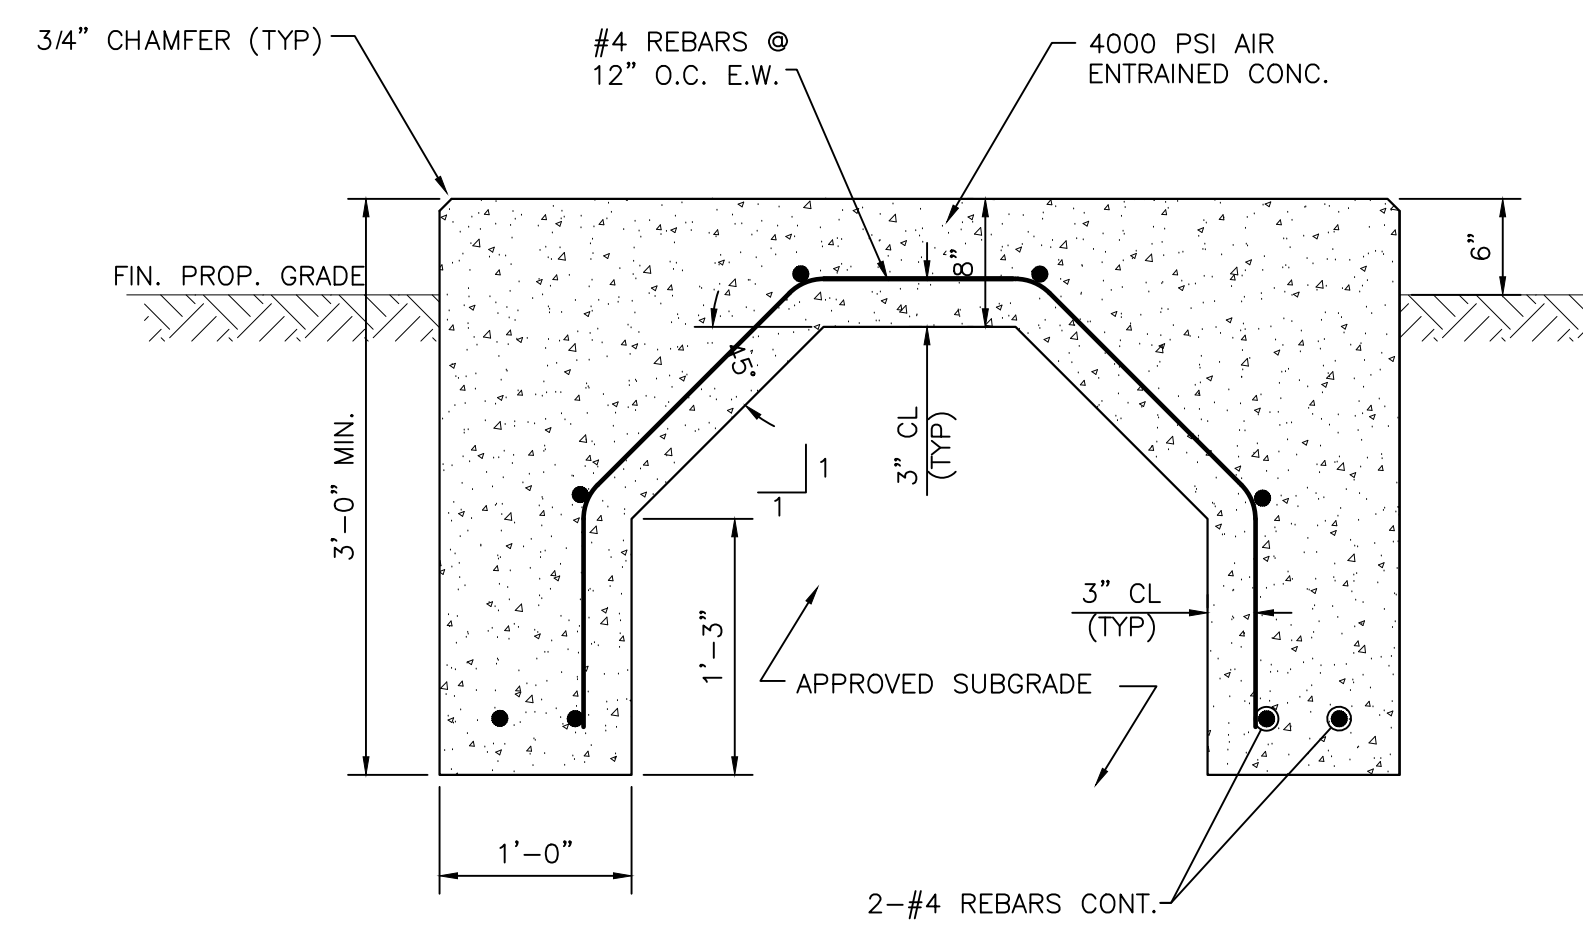 3/4" CHAMFER (TYP)
#4 REBARS @
12" O.C. E.W.
4000 PSI AIR
ENTRAINED CONC.
FIN. PROP. GRADE
8"
6"
45°
3'-0" MIN.
3" CL
(TYP)
1
1
1'-3"
3" CL
(TYP)
APPROVED SUBGRADE
1'-0"
2-#4 REBARS CONT.